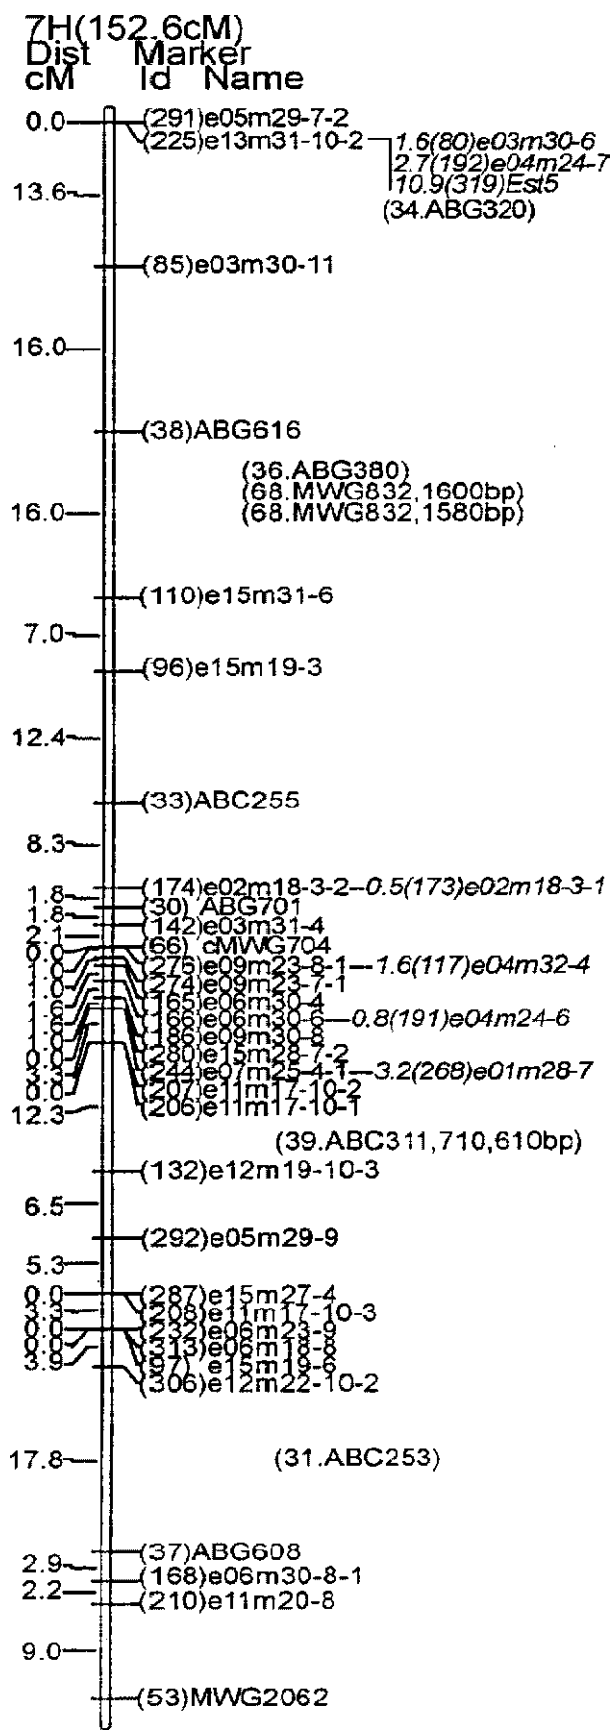 7H(152.6cM)
Dist Marker
cM Id Name
0.0 (291)e05m29-7-2
(225)e13m31-10-2 1.6(80)e03m30-6
2.7(192)e04m24-7
13.6 10.9(319)Est5
(34.ABG320)
(85)e03m30-11
16.0
(38)ABG616
(36.ABG380)
(68.MWG832,1600bp)
16.0 (68.MWG832,1580bp)
(110)e15m31-6
7.0
(96)e15m19-3
12.4
(33)ABC255
8.3
(174)e02m18-3-2 0.5(173)e02m18-3-1
1.8 (30) ABG701
1.8 (142)e03m31-4
2.1 (66) cMWG704
0.0 (275)e09m23-8-1 1.6(117)e04m32-4
1.0 (274)e09m23-7-1
1.0 (165)e06m30-4
1.6 (166)e06m30-6 0.8(191)e04m24-6
1.6 (186)e09m30-8
1.0 (280)e15m28-7-2
0.0 (244)e07m25-4-1 3.2(268)e01m28-7
3.3 (207)e11m17-10-2
0.0 (206)e11m17-10-1
12.3
(39.ABC311,710,610bp)
(132)e12m19-10-3
6.5
(292)e05m29-9
5.3
0.0 (287)e15m27-4
3.3 (208)e11m17-10-3
0.0 (232)e06m23-9
0.0 (313)e06m18-8
3.9 (97) e15m19-6
(306)e12m22-10-2
17.8 (31.ABC253)
(37)ABG608
2.9 (168)e06m30-8-1
2.2 (210)e11m20-8
9.0
(53)MWG2062